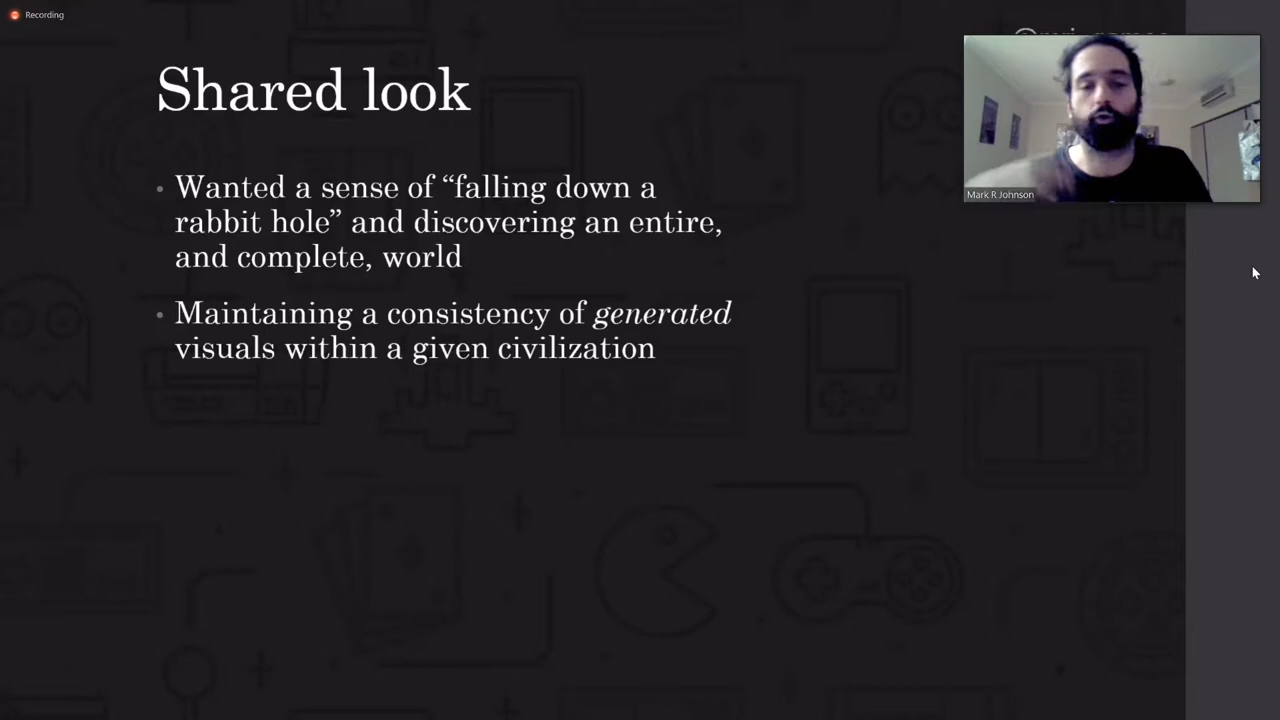 Recording
Shared look
• Wanted a sense of “falling down a
rabbit hole” and discovering an entire,
and complete, world
• Maintaining a consistency of generated
visuals within a given civilization
Mark R Johnson